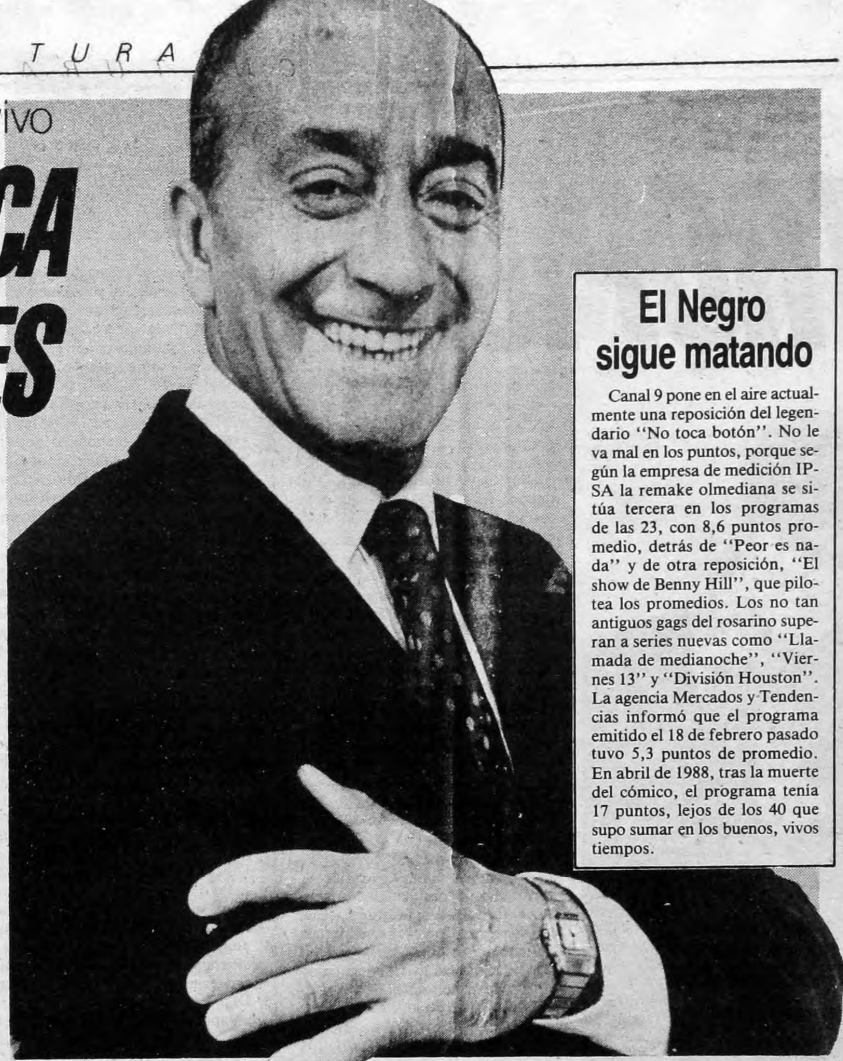 T U R A
IVO
CA
ES
El Negro
sigue matando
Canal 9 pone en el aire actual-
mente una reposición del legen-
dario ‘‘No toca botón’’. No le
va mal en los puntos, porque se-
gún la empresa de medición IP-
SA la remake olmediana se si-
túa tercera en los programas
de las 23, con 8,6 puntos pro-
medio, detrás de ‘‘Peor es na-
da’’ y de otra reposición, ‘‘El
show de Benny Hill’’, que pilo-
tea los promedios. Los no tan
antiguos gags del rosarino supe-
ran a series nuevas como ‘‘Lla-
mada de medianoche’’, ‘‘Vier-
nes 13’’ y ‘‘División Houston’’.
La agencia Mercados y Tenden-
cias informó que el programa
emitido el 18 de febrero pasado
tuvo 5,3 puntos de promedio.
En abril de 1988, tras la muerte
del cómico, el programa tenía
17 puntos, lejos de los 40 que
supo sumar en los buenos, vivos
tiempos.